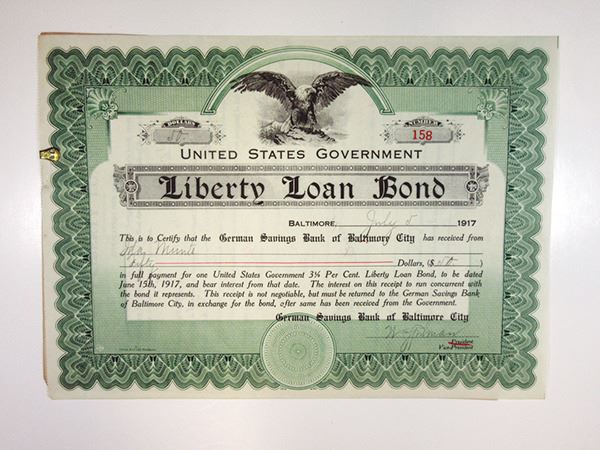 DOLLARS
50
NUMBER
158
UNITED STATES GOVERNMENT
Liberty Loan Bond
BALTIMORE, July 5 1917
This is to Certify that the German Savings Bank of Baltimore City has received from
Fifty Dollars, ($50)
in full payment for one United States Government 3½ Per Cent. Liberty Loan Bond, to be dated
June 15th, 1917, and bear interest from that date. The interest on this receipt to run concurrent with
the bond it represents. This receipt is not negotiable, but must be returned to the German Savings Bank
of Baltimore City, in exchange for the bond, after same has been received from the Government.
German Savings Bank of Baltimore City